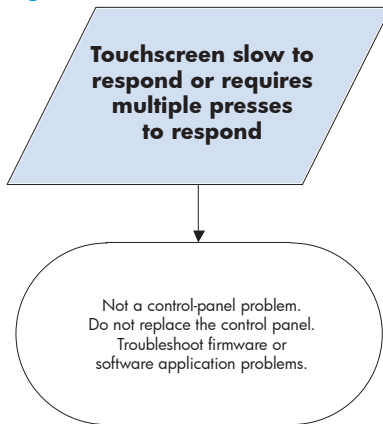 Touchscreen slow to
respond or requires
multiple presses
to respond
Not a control-panel problem.
Do not replace the control panel.
Troubleshoot firmware or
software application problems.